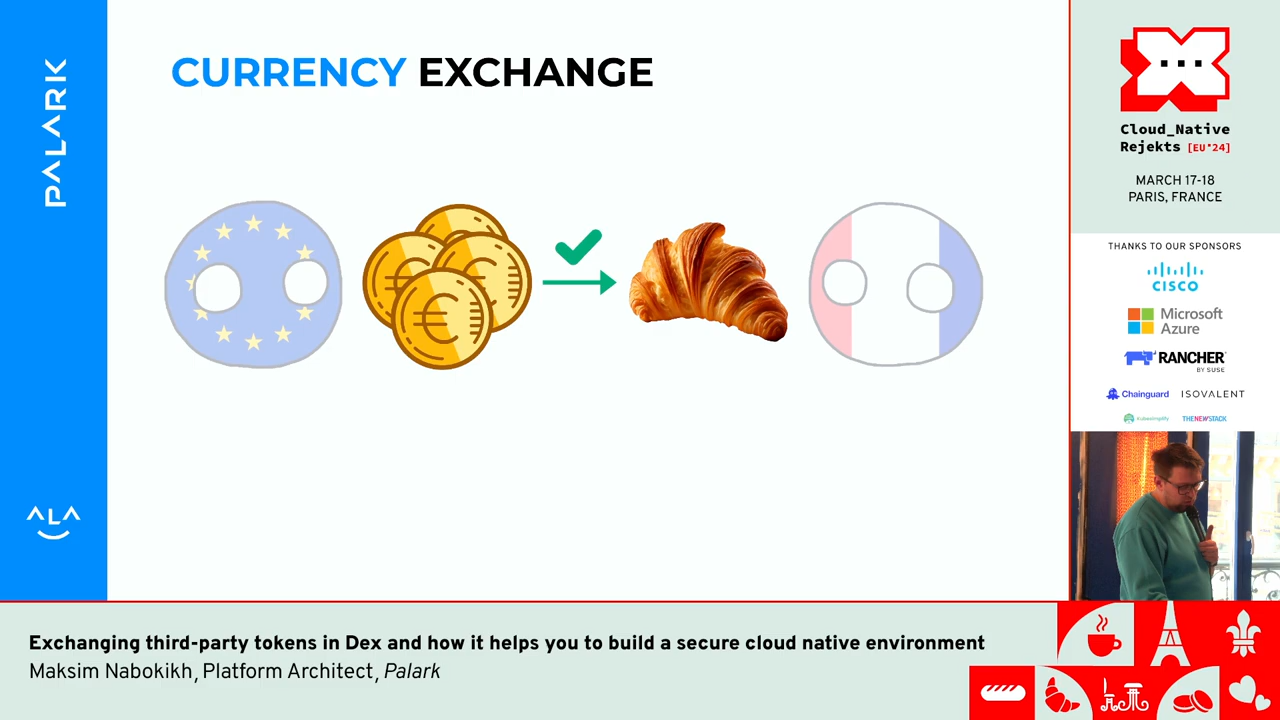 PALARK
CURRENCY EXCHANGE
Cloud_Native
Rejekts [EU*24]
MARCH 17-18
PARIS, FRANCE
THANKS TO OUR SPONSORS
CISCO
Microsoft
Azure
RANCHER
BY SUSE
Chainguard
ISOVALENT
Kubesimplify
THENEWSTACK
Exchanging third-party tokens in Dex and how it helps you to build a secure cloud native environment
Maksim Nabokikh, Platform Architect, Palark